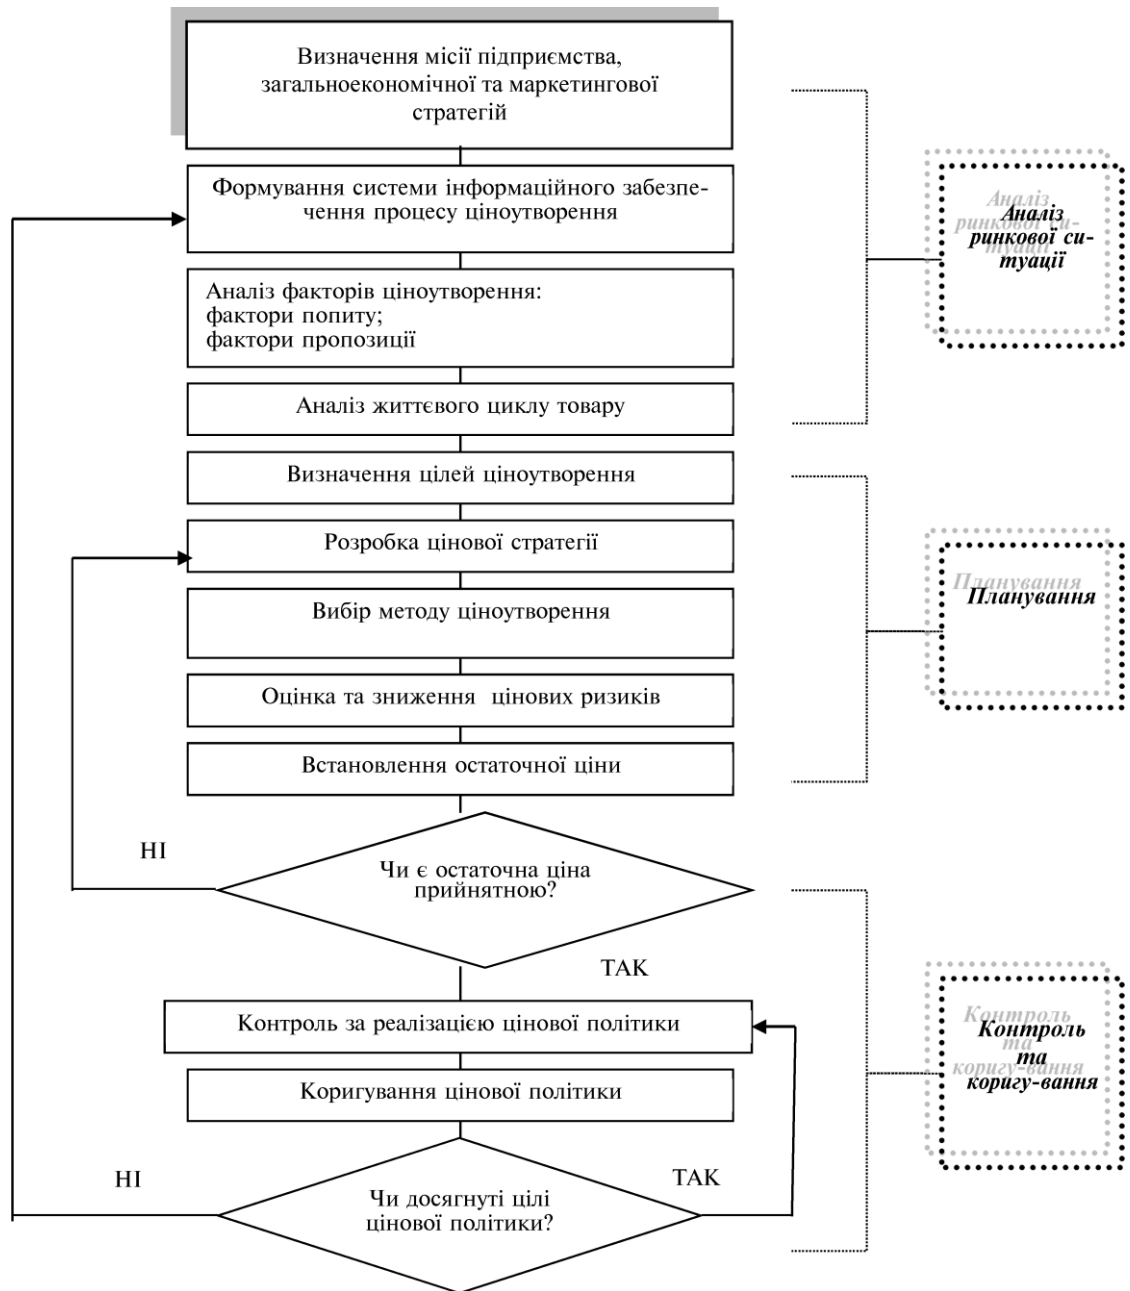 Визначення місії підприємства,
загальноекономічної та маркетингової
стратегій
Формування системи інформаційного забезпе-
чення процесу ціноутворення
Аналіз факторів ціноутворення:
фактори попиту;
фактори пропозиції
Аналіз життєвого циклу товару
Аналіз
ринкової си-
туації
Визначення цілей ціноутворення
Розробка цінової стратегії
Вибір методу ціноутворення
Оцінка та зниження цінових ризиків
Встановлення остаточної ціни
Планування
НІ
Чи є остаточна ціна
прийнятною?
ТАК
Контроль за реалізацією цінової політики
Коригування цінової політики
Контроль
та
коригу-вання
НІ
Чи досягнуті цілі
цінової політики?
ТАК